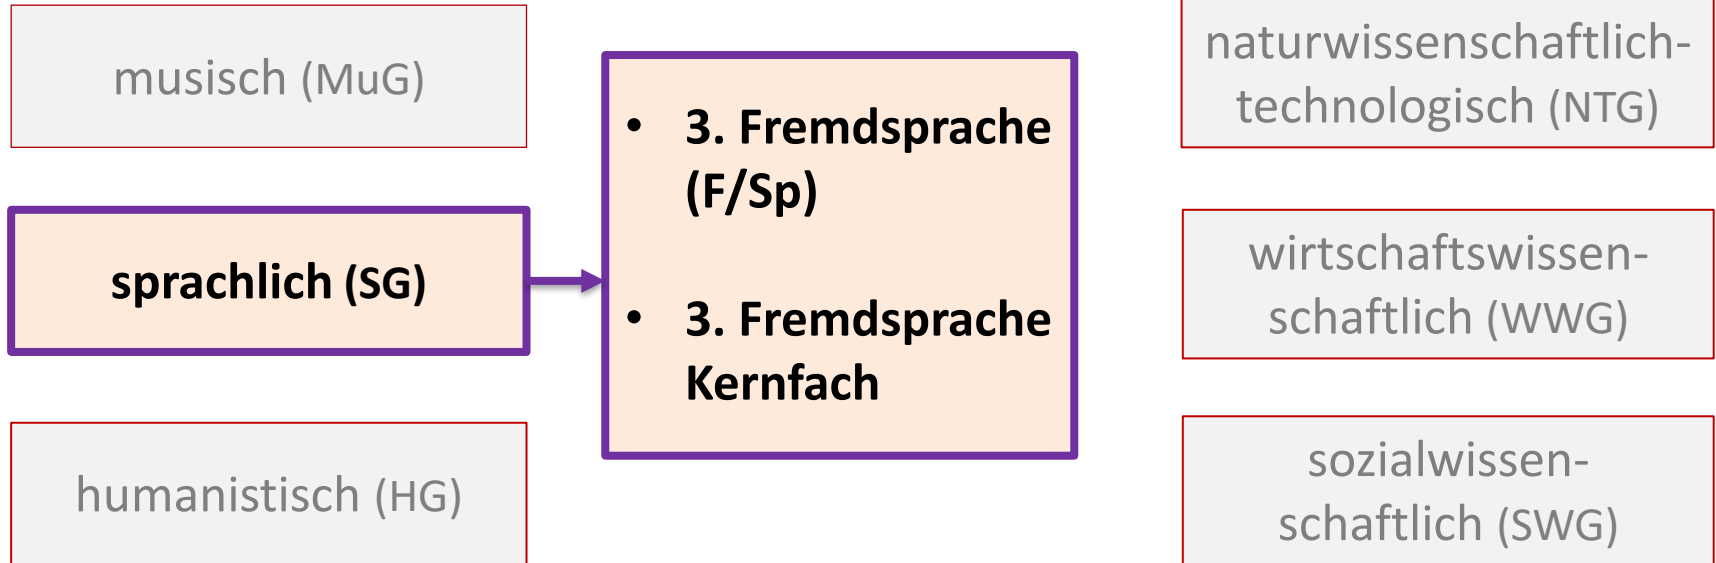 musisch (MuG)
sprachlich (SG)
humanistisch (HG)
• 3. Fremdsprache
(F/Sp)
• 3. Fremdsprache
Kernfach
naturwissenschaftlich-
technologisch (NTG)
wirtschaftswissen-
schaftlich (WWG)
sozialwissen-
schaftlich (SWG)